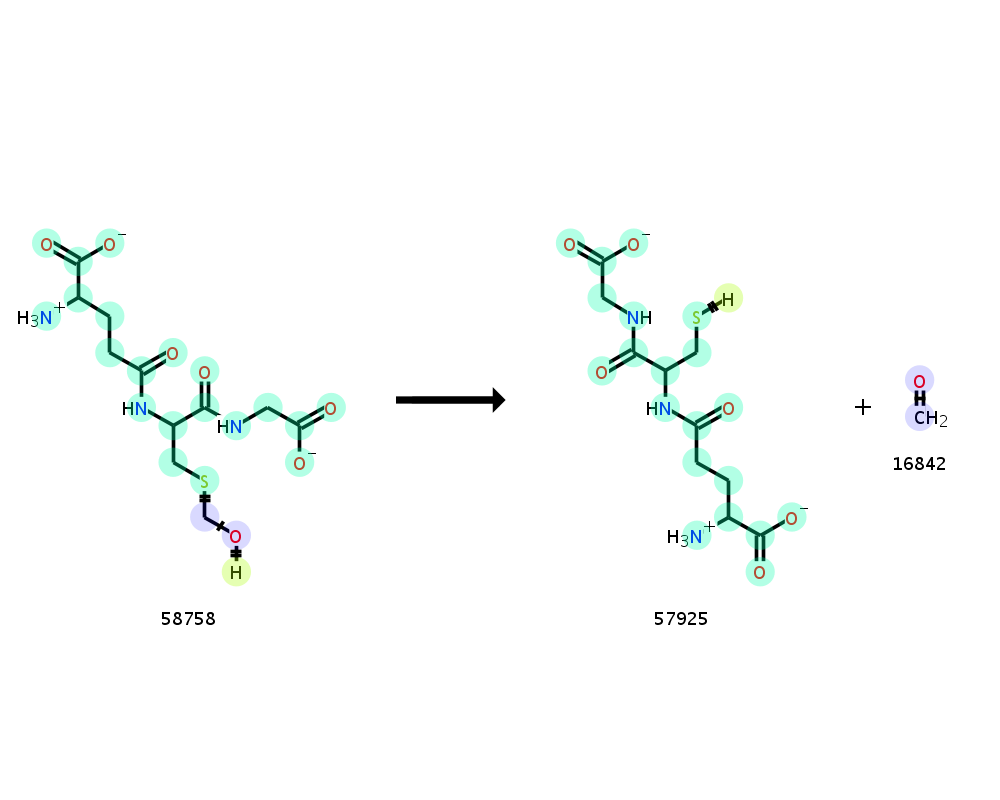 O O⁻
H₃N⁺
O
O
HN
HN
O
O⁻
S
O
H
58758
O O⁻
NH
S H
O
HN
O
H₃N⁺
O⁻
O
57925
+
O
CH₂
16842